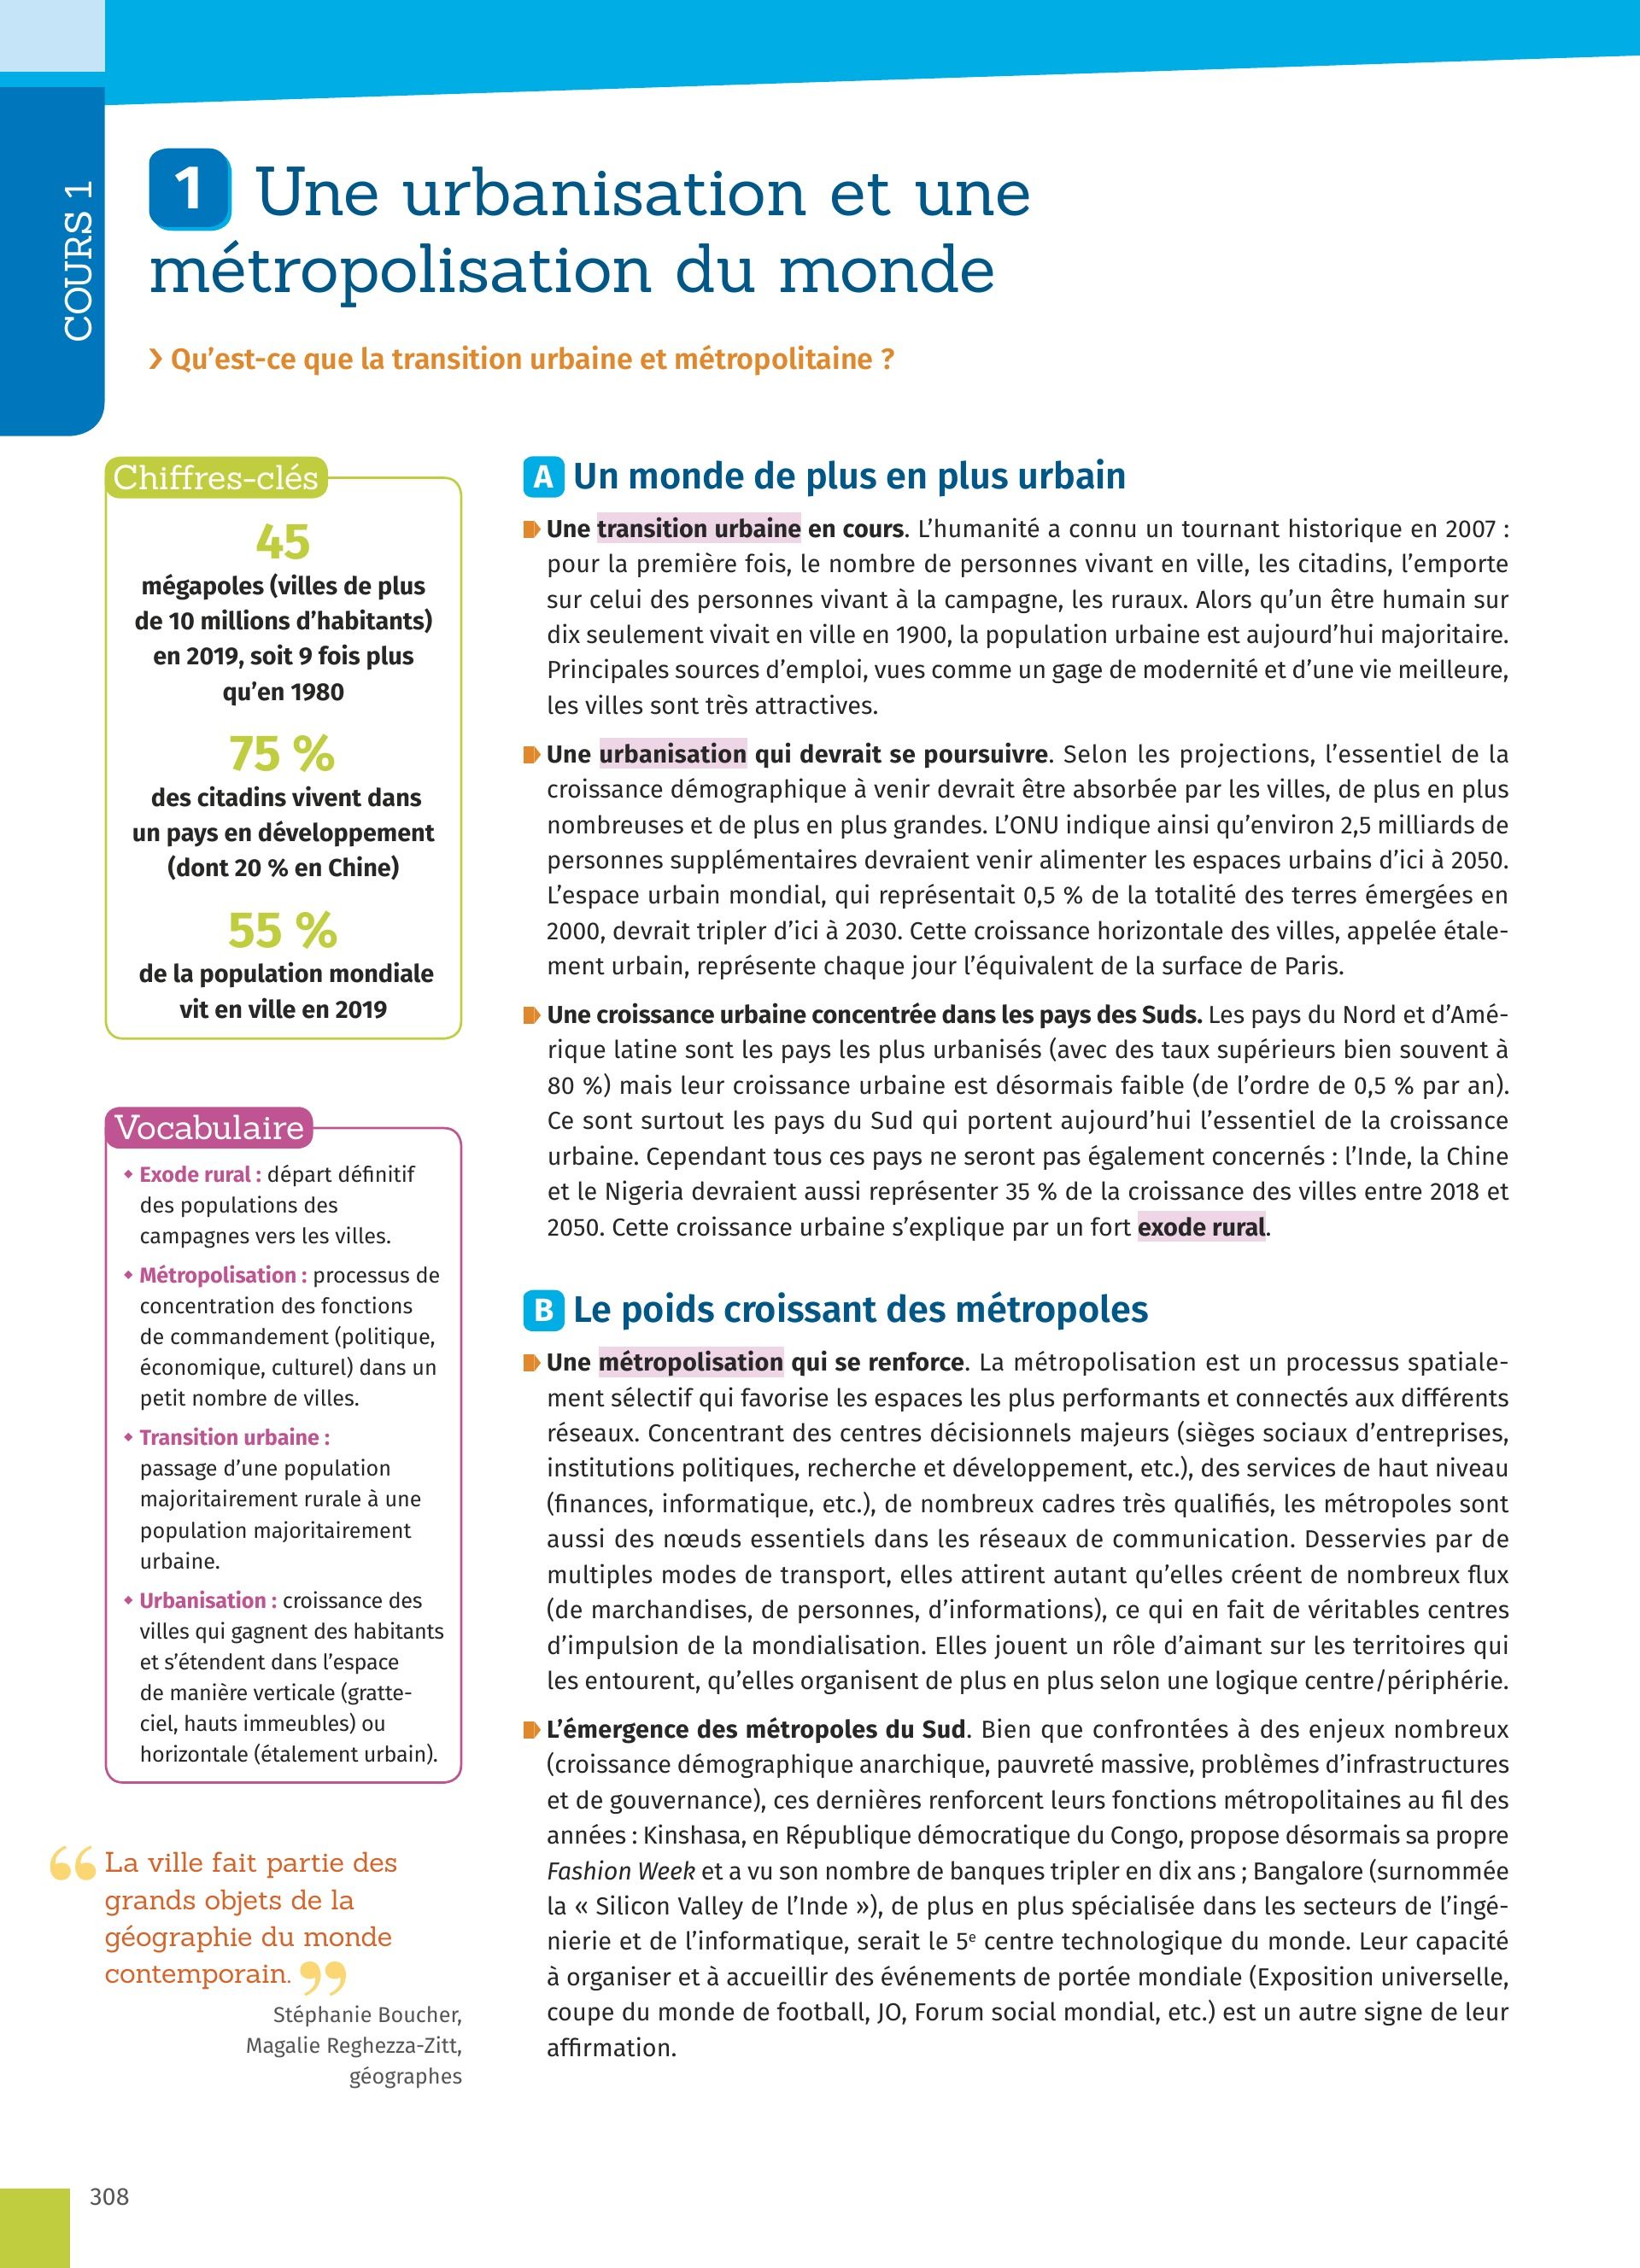 COURS 1
1 Une urbanisation et une
métropolisation du monde
› Qu’est-ce que la transition urbaine et métropolitaine ?
Chiffres-clés
45
mégapoles (villes de plus
de 10 millions d’habitants)
en 2019, soit 9 fois plus
qu’en 1980
75 %
des citadins vivent dans
un pays en développement
(dont 20 % en Chine)
55 %
de la population mondiale
vit en ville en 2019
Vocabulaire
• Exode rural : départ définitif
des populations des
campagnes vers les villes.
• Métropolisation : processus de
concentration des fonctions
de commandement (politique,
économique, culturel) dans un
petit nombre de villes.
• Transition urbaine :
passage d’une population
majoritairement rurale à une
population majoritairement
urbaine.
• Urbanisation : croissance des
villes qui gagnent des habitants
et s’étendent dans l’espace
de manière verticale (gratte-
ciel, hauts immeubles) ou
horizontale (étalement urbain).
“ La ville fait partie des
grands objets de la
géographie du monde
contemporain. ”
Stéphanie Boucher,
Magalie Reghezza-Zitt,
géographes
A Un monde de plus en plus urbain
Une transition urbaine en cours. L’humanité a connu un tournant historique en 2007 :
pour la première fois, le nombre de personnes vivant en ville, les citadins, l’emporte
sur celui des personnes vivant à la campagne, les ruraux. Alors qu’un être humain sur
dix seulement vivait en ville en 1900, la population urbaine est aujourd’hui majoritaire.
Principales sources d’emploi, vues comme un gage de modernité et d’une vie meilleure,
les villes sont très attractives.
Une urbanisation qui devrait se poursuivre. Selon les projections, l’essentiel de la
croissance démographique à venir devrait être absorbée par les villes, de plus en plus
nombreuses et de plus en plus grandes. L’ONU indique ainsi qu’environ 2,5 milliards de
personnes supplémentaires devraient venir alimenter les espaces urbains d’ici à 2050.
L’espace urbain mondial, qui représentait 0,5 % de la totalité des terres émergées en
2000, devrait tripler d’ici à 2030. Cette croissance horizontale des villes, appelée étale-
ment urbain, représente chaque jour l’équivalent de la surface de Paris.
Une croissance urbaine concentrée dans les pays des Suds. Les pays du Nord et d’Amé-
rique latine sont les pays les plus urbanisés (avec des taux supérieurs bien souvent à
80 %) mais leur croissance urbaine est désormais faible (de l’ordre de 0,5 % par an).
Ce sont surtout les pays du Sud qui portent aujourd’hui l’essentiel de la croissance
urbaine. Cependant tous ces pays ne seront pas également concernés : l’Inde, la Chine
et le Nigeria devraient aussi représenter 35 % de la croissance des villes entre 2018 et
2050. Cette croissance urbaine s’explique par un fort exode rural.
B Le poids croissant des métropoles
Une métropolisation qui se renforce. La métropolisation est un processus spatiale-
ment sélectif qui favorise les espaces les plus performants et connectés aux différents
réseaux. Concentrant des centres décisionnels majeurs (sièges sociaux d’entreprises,
institutions politiques, recherche et développement, etc.), des services de haut niveau
(finances, informatique, etc.), de nombreux cadres très qualifiés, les métropoles sont
aussi des nœuds essentiels dans les réseaux de communication. Desservies par de
multiples modes de transport, elles attirent autant qu’elles créent de nombreux flux
(de marchandises, de personnes, d’informations), ce qui en fait de véritables centres
d’impulsion de la mondialisation. Elles jouent un rôle d’aimant sur les territoires qui
les entourent, qu’elles organisent de plus en plus selon une logique centre/périphérie.
L’émergence des métropoles du Sud. Bien que confrontées à des enjeux nombreux
(croissance démographique anarchique, pauvreté massive, problèmes d’infrastructures
et de gouvernance), ces dernières renforcent leurs fonctions métropolitaines au fil des
années : Kinshasa, en République démocratique du Congo, propose désormais sa propre
Fashion Week et a vu son nombre de banques tripler en dix ans ; Bangalore (surnommée
la « Silicon Valley de l’Inde »), de plus en plus spécialisée dans les secteurs de l’ingé-
nierie et de l’informatique, serait le 5e centre technologique du monde. Leur capacité
à organiser et à accueillir des événements de portée mondiale (Exposition universelle,
coupe du monde de football, JO, Forum social mondial, etc.) est un autre signe de leur
affirmation.
308